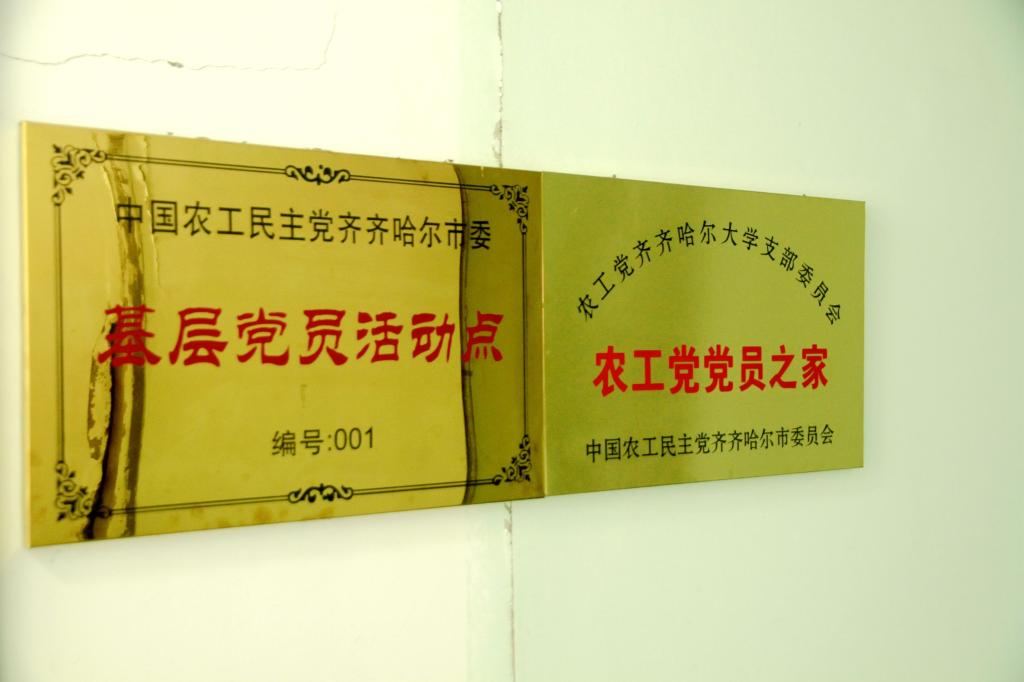 中国农工民主党齐齐哈尔市委
基层党员活动点
编号:001
农工党齐齐哈尔大学支部委员会
农工党党员之家
中国农工民主党齐齐哈尔市委员会